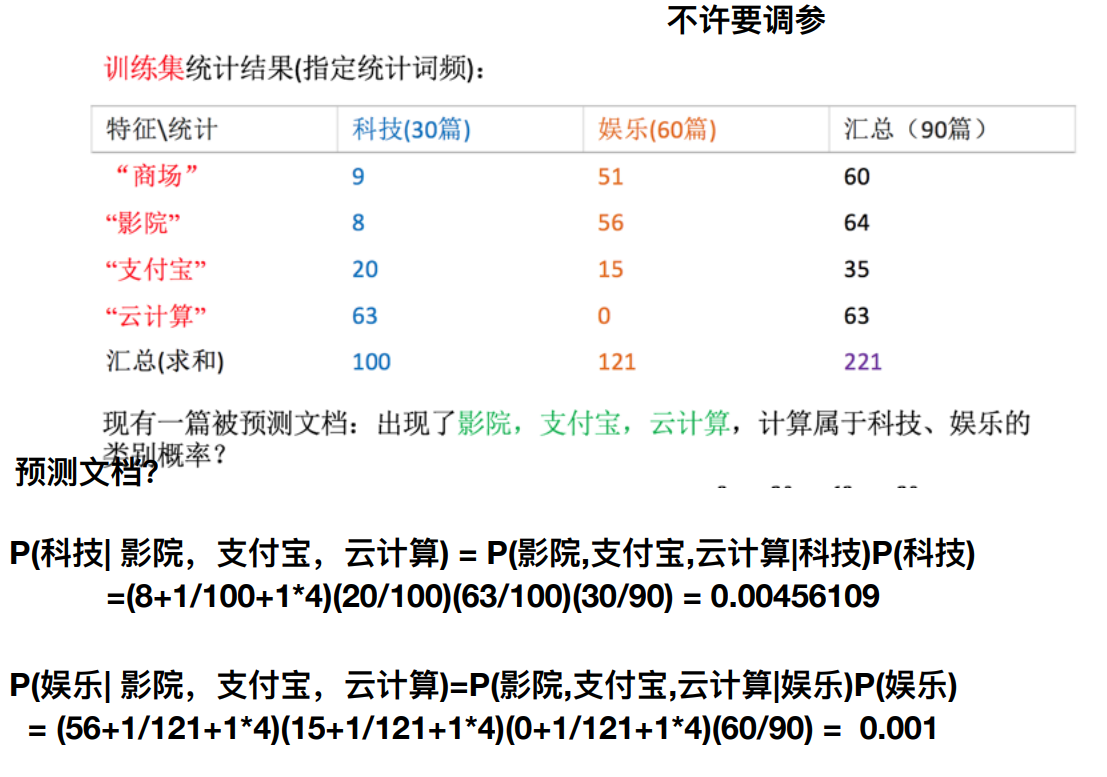 不许要调参
训练集统计结果(指定统计词频)：
特征\统计 科技(30篇) 娱乐(60篇) 汇总（90篇）
“商场” 9 51 60
“影院” 8 56 64
“支付宝” 20 15 35
“云计算” 63 0 63
汇总(求和) 100 121 221
现有一篇被预测文档：出现了影院，支付宝，云计算，计算属于科技、娱乐的
类别概率？
预测文档?
P(科技| 影院，支付宝，云计算) = P(影院,支付宝,云计算|科技)P(科技)
=(8+1/100+1*4)(20/100)(63/100)(30/90) = 0.00456109
P(娱乐| 影院，支付宝，云计算)=P(影院,支付宝,云计算|娱乐)P(娱乐)
= (56+1/121+1*4)(15+1/121+1*4)(0+1/121+1*4)(60/90) = 0.001